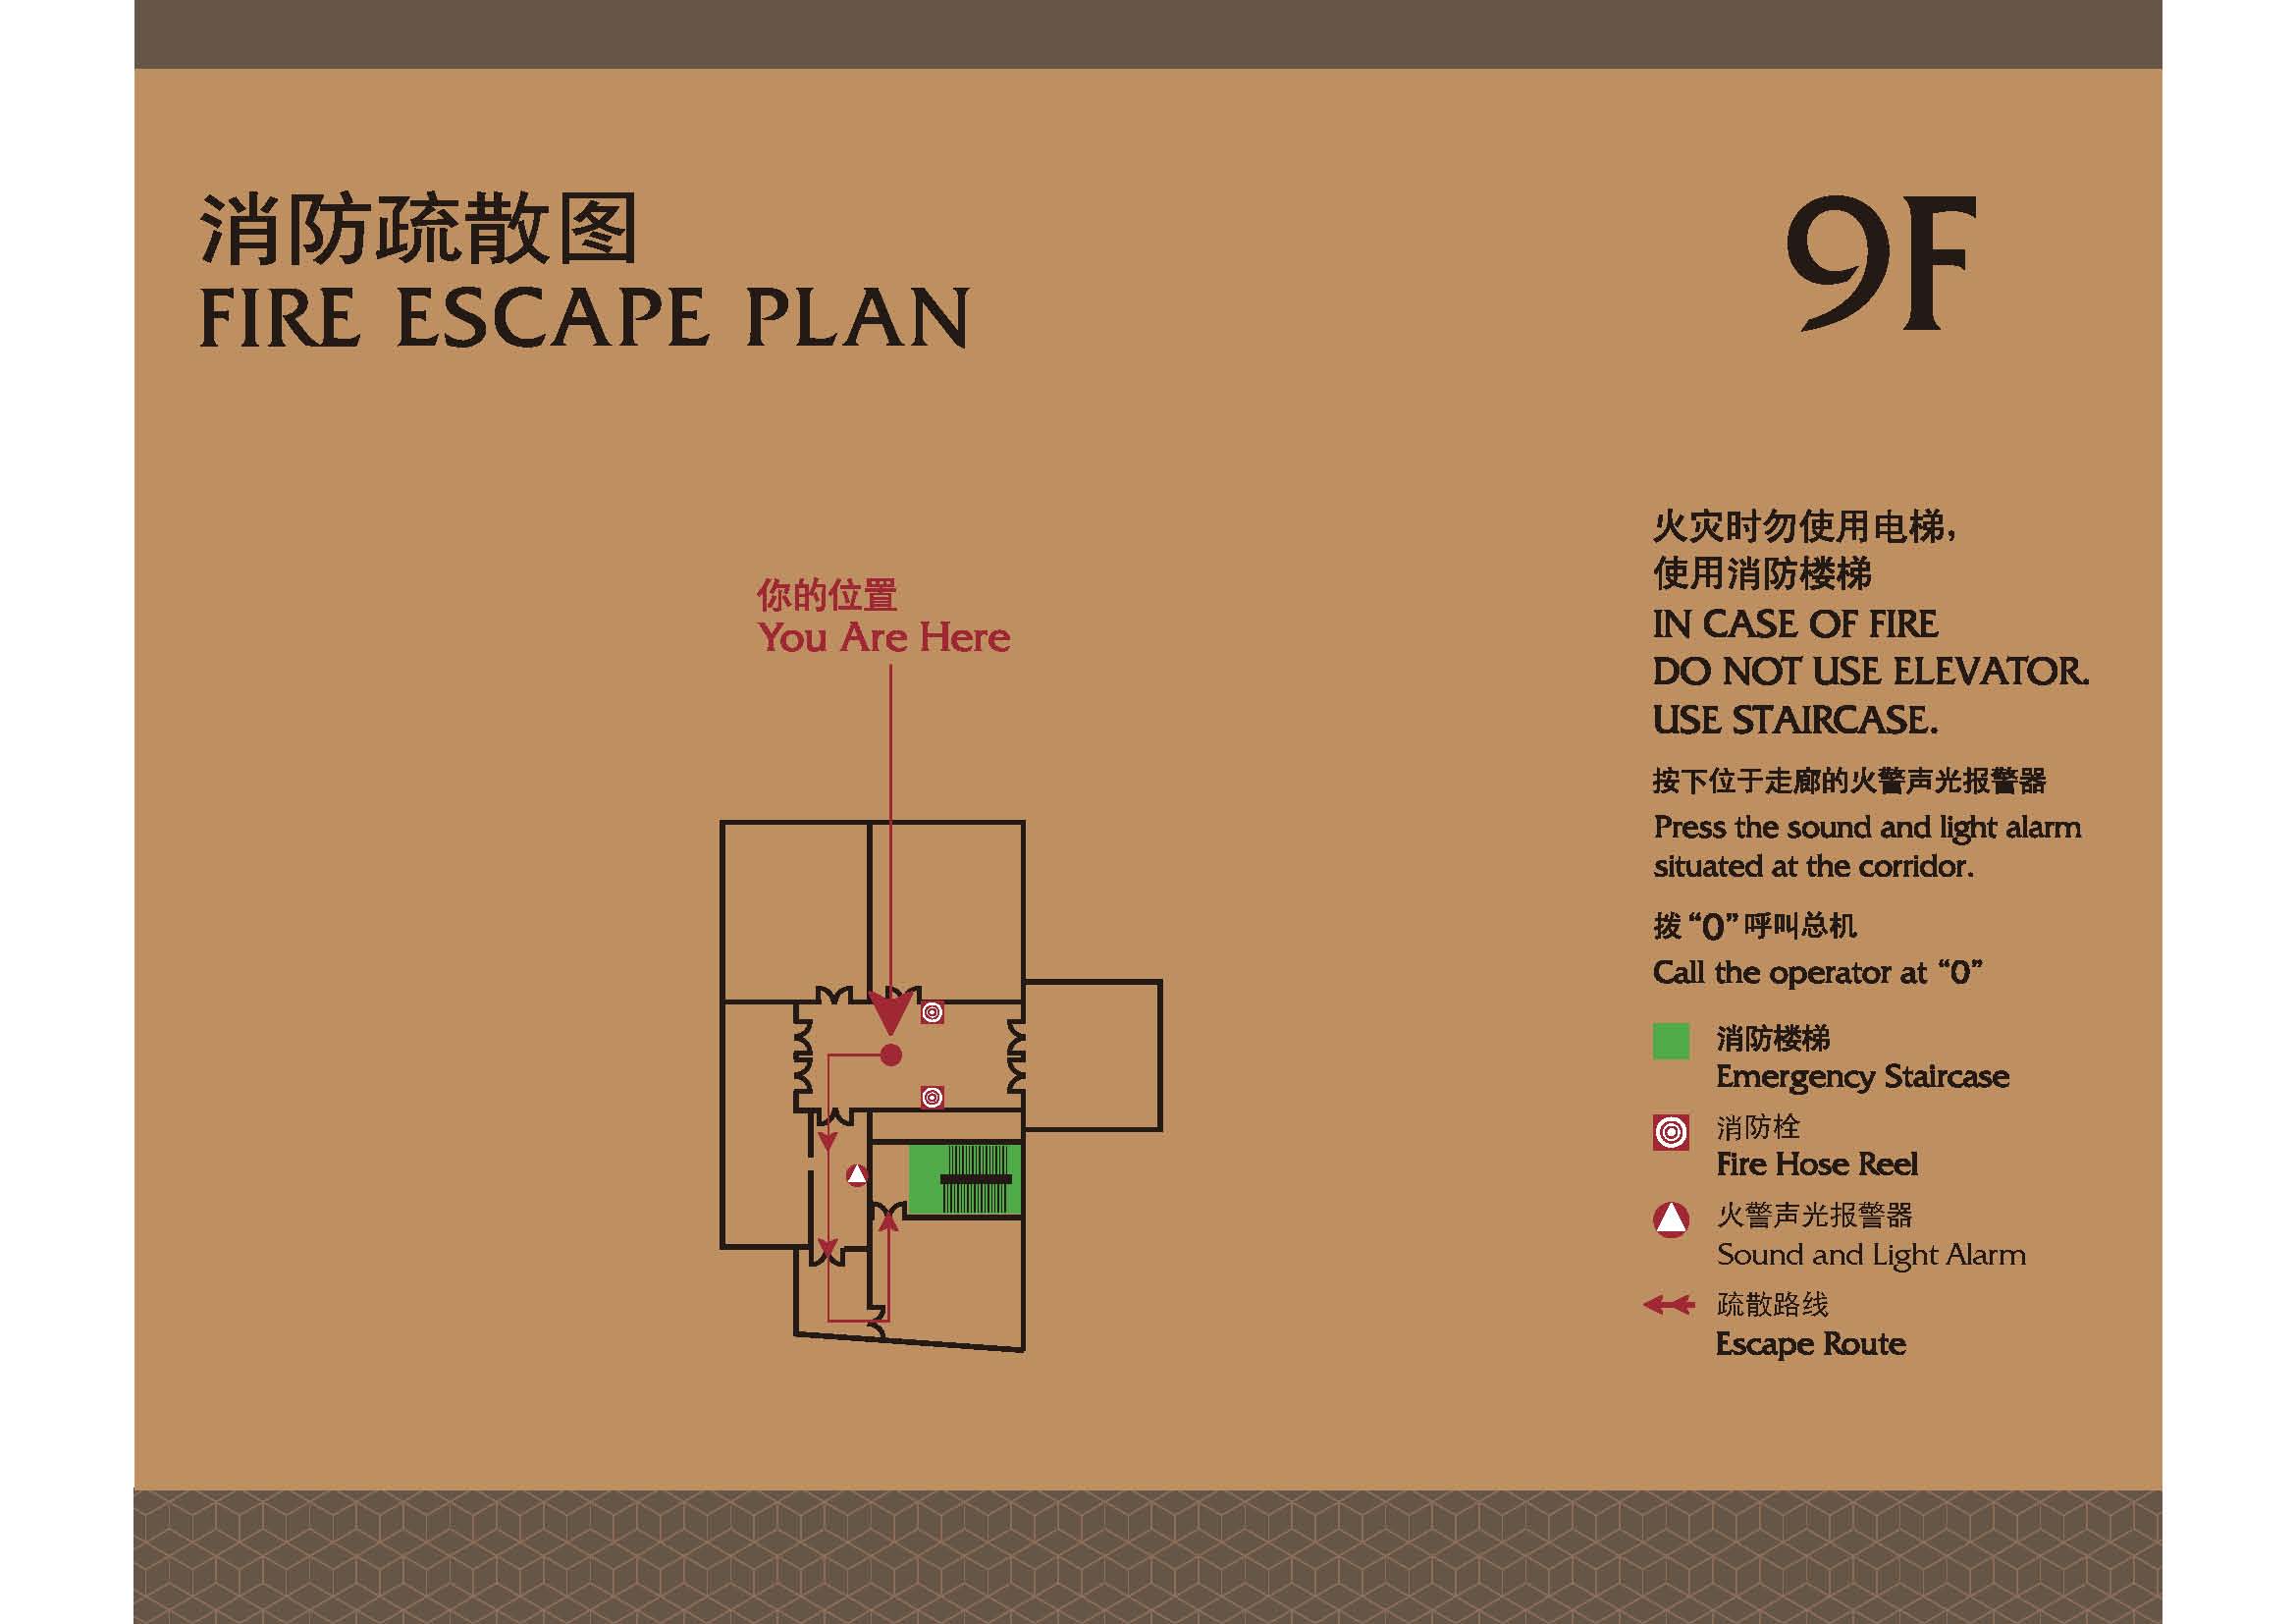 消防疏散图
FIRE ESCAPE PLAN
9F
你的位置
You Are Here
火灾时勿使用电梯，
使用消防楼梯
IN CASE OF FIRE
DO NOT USE ELEVATOR.
USE STAIRCASE.
按下位于走廊的火警声光报警器
Press the sound and light alarm
situated at the corridor.
拨“0”呼叫总机
Call the operator at “0”
消防楼梯
Emergency Staircase
消防栓
Fire Hose Reel
火警声光报警器
Sound and Light Alarm
疏散路线
Escape Route